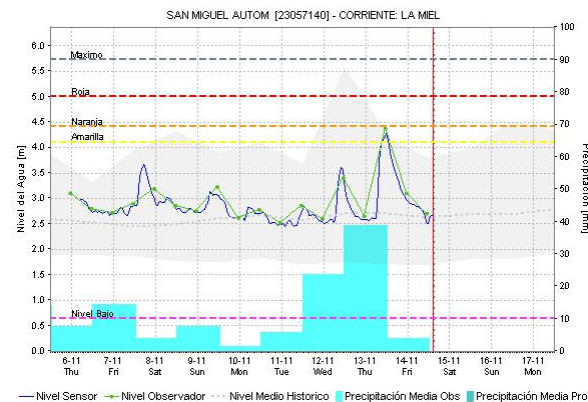 SAN MIGUEL AUTOM [23057140] - CORRIENTE: LA MIEL
Nivel del Agua [m]
6.0
5.5
5.0
4.5
4.0
3.5
3.0
2.5
2.0
1.5
1.0
0.5
0.0
Maximo
Roja
Naranja
Amarilla
Nivel Bajo
100
90
80
70
60
50
40
30
20
10
0
Precipitación [mm]
6-11 7-11 8-11 9-11 10-11 11-11 12-11 13-11 14-11 15-11 16-11 17-11
Thu Fri Sat Sun Mon Tue Wed Thu Fri Sat Sun Mon
Nivel Sensor Nivel Observador Nivel Medio Historico Precipitación Media Obs Precipitación Media Pro